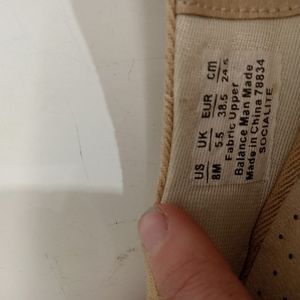 US UK EUR cm
8M 5.5 38.5 24.5
Fabric Upper
Balance Man Made
Made in China 78834
SOCIALITE